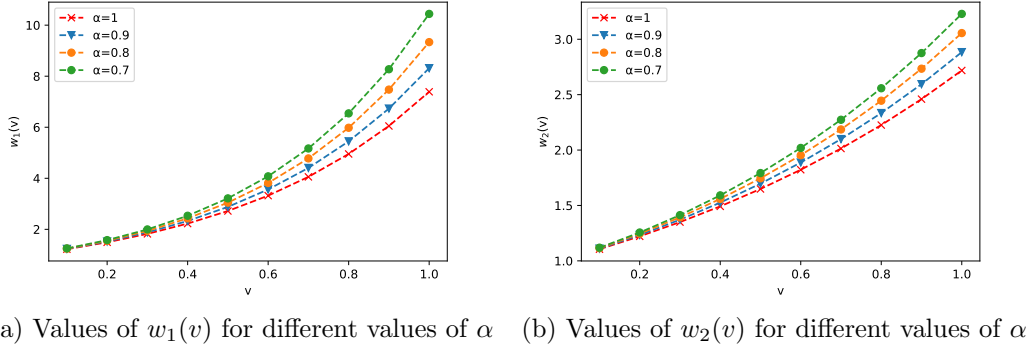 α=1
α=0.9
α=0.8
α=0.7
10
8
6
4
2
w₁(v)
0.2 0.4 0.6 0.8 1.0
v
α=1
α=0.9
α=0.8
α=0.7
3.0
2.5
2.0
1.5
1.0
w₂(v)
0.2 0.4 0.6 0.8 1.0
v
a) Values of w₁(v) for different values of α
(b) Values of w₂(v) for different values of α